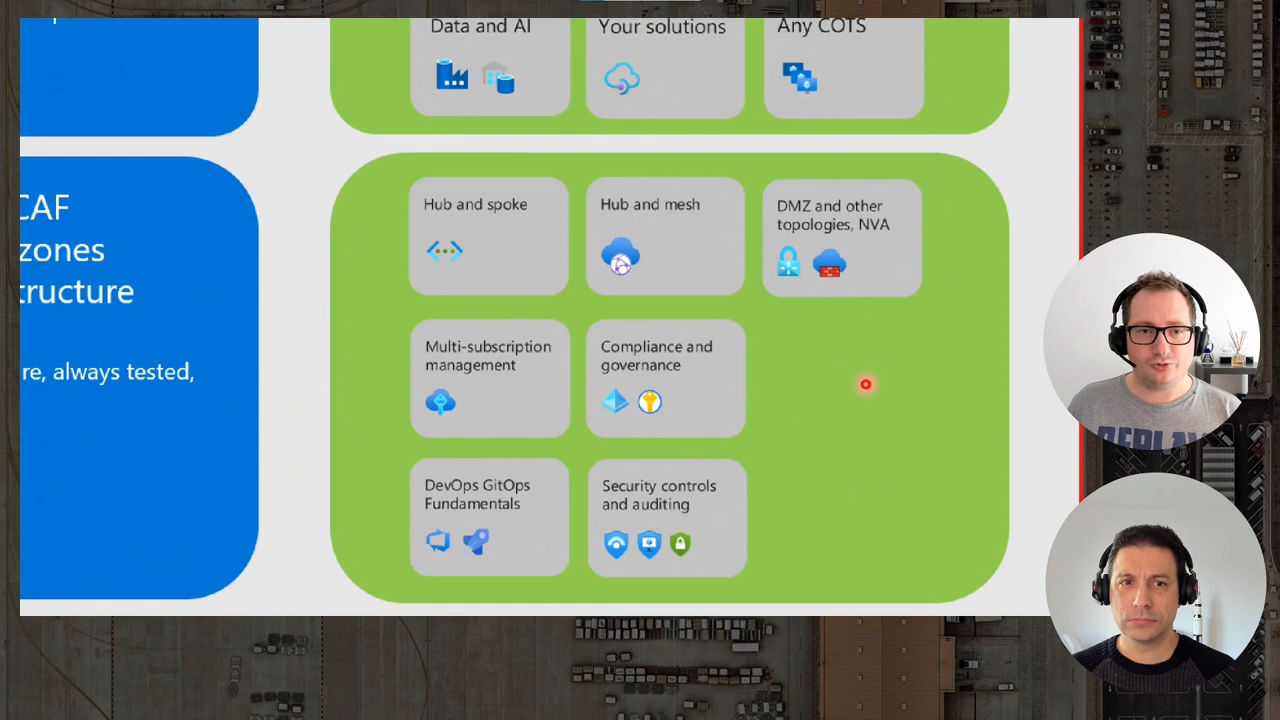 Data and AI
Your solutions
Any COTS
CAF
zones
tructure
re, always tested,
Hub and spoke
Hub and mesh
DMZ and other
topologies, NVA
Multi-subscription
management
Compliance and
governance
DevOps GitOps
Fundamentals
Security controls
and auditing